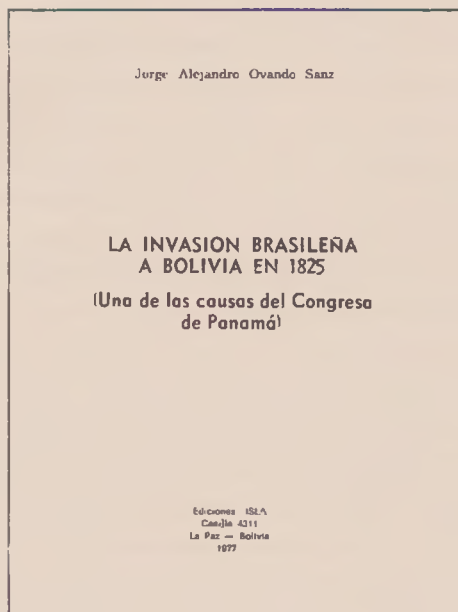 Jorge Alejandro Ovando Sanz
LA INVASION BRASILEÑA
A BOLIVIA EN 1825
(Una de las causas del Congreso
de Panamá)
Ediciones ISLA
Casilla 4311
La Paz — Bolivia
1977